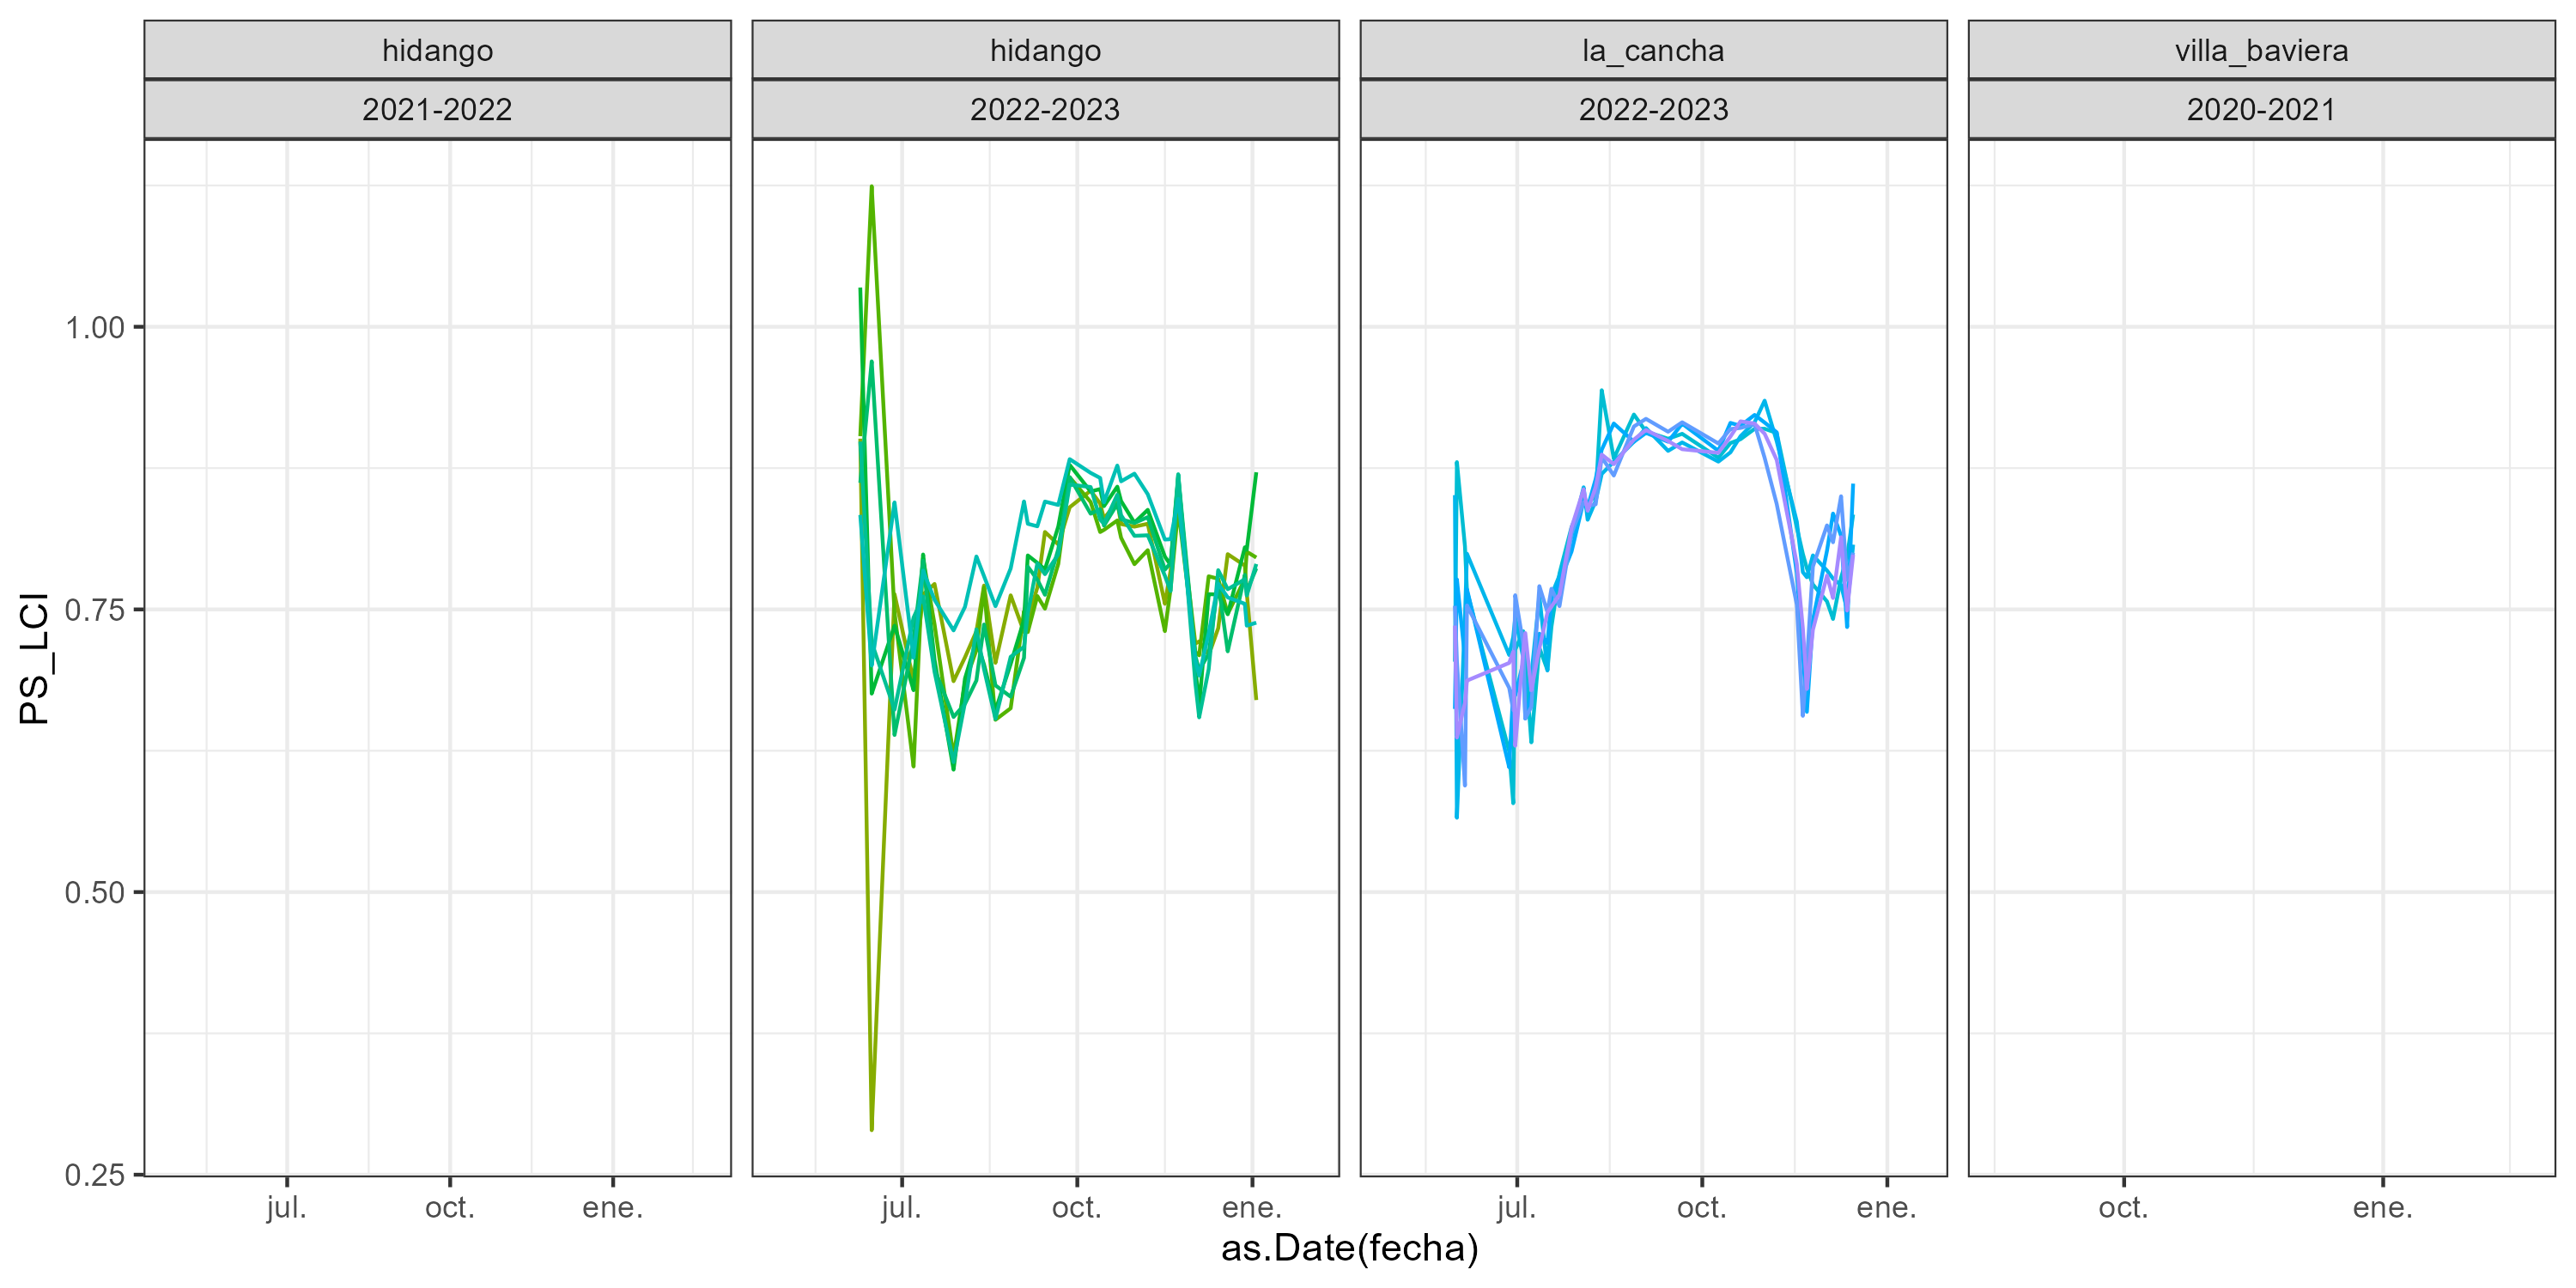 hidango hidango la_cancha villa_baviera
2021-2022 2022-2023 2022-2023 2020-2021
1.00
0.75
0.50
0.25
PS_LCI
jul. oct. ene. jul. oct. ene. jul. oct. ene. oct. ene.
as.Date(fecha)